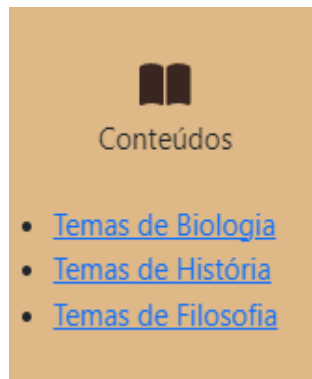 Conteúdos
Temas de Biologia
Temas de História
Temas de Filosofia